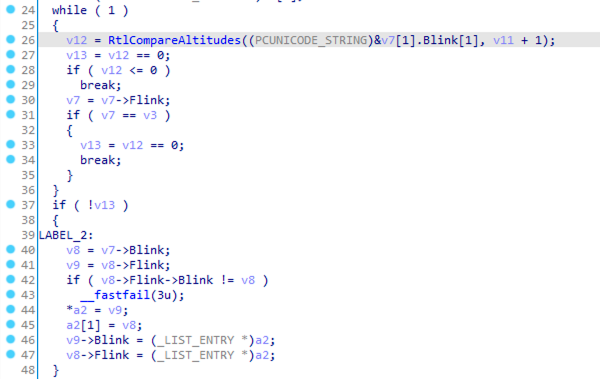 24 while ( 1 )
25 {
26 v12 = RtlCompareAltitudes((PCUNICODE_STRING)&v7[1].Blink[1], v11 + 1);
27 v13 = v12 == 0;
28 if ( v12 <= 0 )
29 break;
30 v7 = v7->Flink;
31 if ( v7 == v3 )
32 {
33 v13 = v12 == 0;
34 break;
35 }
36 }
37 if ( !v13 )
38 {
39 LABEL_2:
40 v8 = v7->Blink;
41 v9 = v8->Flink;
42 if ( v8->Flink->Blink != v8 )
43 __fastfail(3u);
44 *a2 = v9;
45 a2[1] = v8;
46 v9->Blink = (_LIST_ENTRY *)a2;
47 v8->Flink = (_LIST_ENTRY *)a2;
48 }